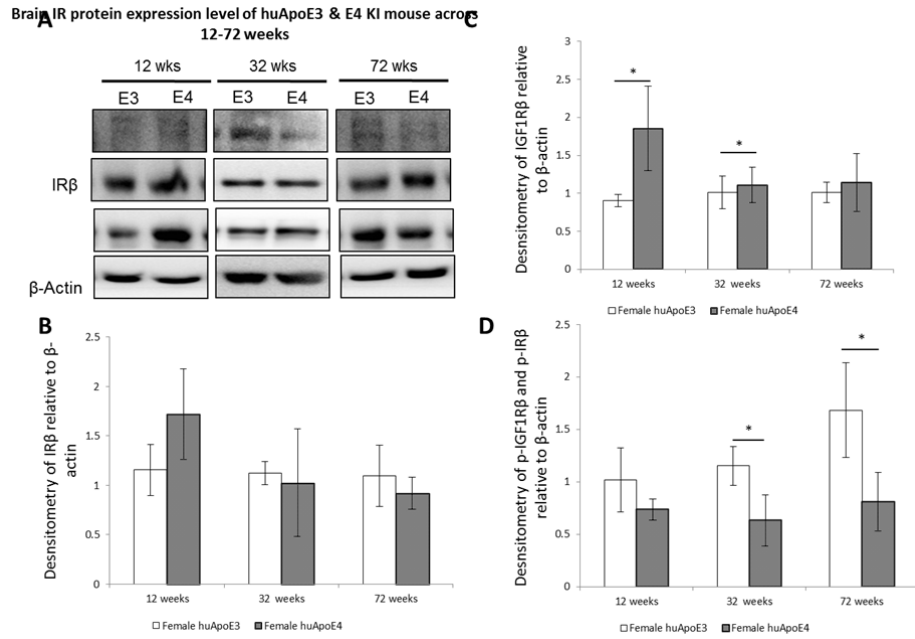 Brain IR protein expression level of huApoE3 & E4 KI mouse across
12-72 weeks
A
12 wks 32 wks 72 wks
E3 E4 E3 E4 E3 E4
IRβ
β-Actin
B
Desnsitometry of IRβ relative to β-
actin
2.5
2
1.5
1
0.5
0
12 weeks 32 weeks 72 weeks
Female huApoE3 Female huApoE4
C
Desnsitometry of IGF1Rβ relative
to β-actin
3
2.5
2
1.5
1
0.5
0
* *
12 weeks 32 weeks 72 weeks
Female huApoE3 Female huApoE4
D
Desnsitometry of p-IGF1Rβ and p-IRβ
relative to β-actin
2.5
2
1.5
1
0.5
0
* *
12 weeks 32 weeks 72 weeks
Female huApoE3 Female huApoE4